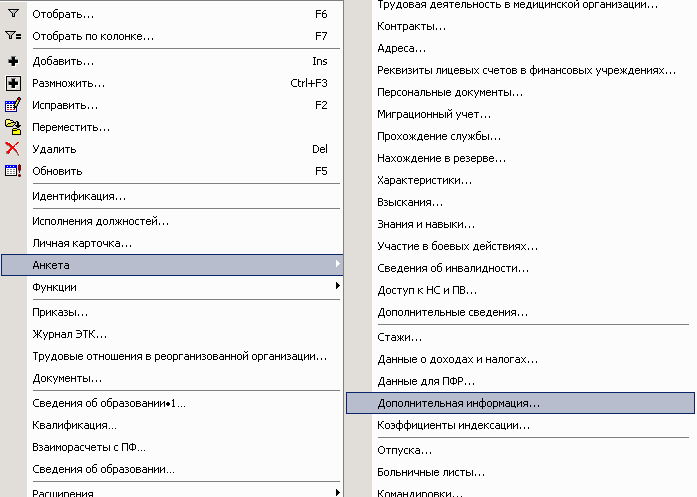 Отобрать... F6
Отобрать по колонке... F7
Добавить... Ins
Размножить... Ctrl+F3
Исправить... F2
Переместить...
Удалить Del
Обновить F5
Идентификация...
Исполнения должностей...
Личная карточка...
Анкета
Функции
Приказы...
Журнал ЭТК...
Трудовые отношения в реорганизованной организации...
Документы...
Сведения об образовании•1...
Квалификация...
Взаиморасчеты с ПФ...
Сведения об образовании...
Расширения
Трудовая деятельность в медицинской организации...
Контракты...
Адреса...
Реквизиты лицевых счетов в финансовых учреждениях...
Персональные документы...
Миграционный учет...
Прохождение службы...
Нахождение в резерве...
Характеристики...
Взыскания...
Знания и навыки...
Участие в боевых действиях...
Сведения об инвалидности...
Доступ к НС и ПВ...
Дополнительные сведения...
Стажи...
Данные о доходах и налогах...
Данные для ПФР...
Дополнительная информация...
Коэффициенты индексации...
Отпуска...
Больничные листы...
Командировки...